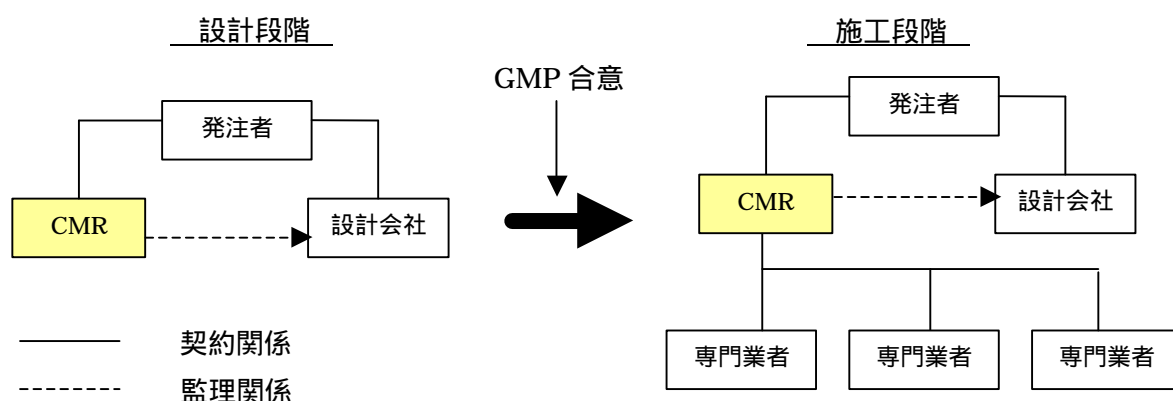 設計段階
施工段階
GMP 合意
発注者
CMR
設計会社
発注者
CMR
設計会社
専門業者
専門業者
専門業者
契約関係
監理関係